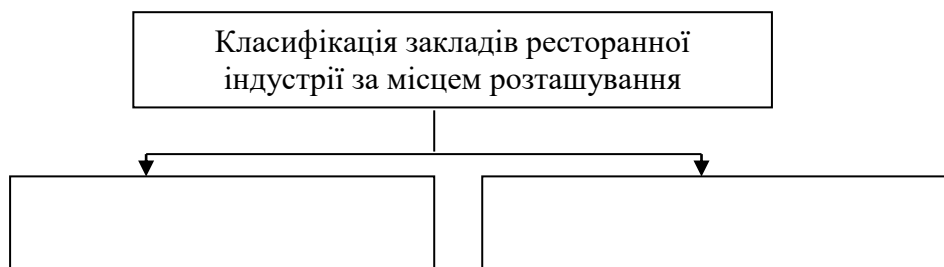 Класифікація закладів ресторанної
індустрії за місцем розташування